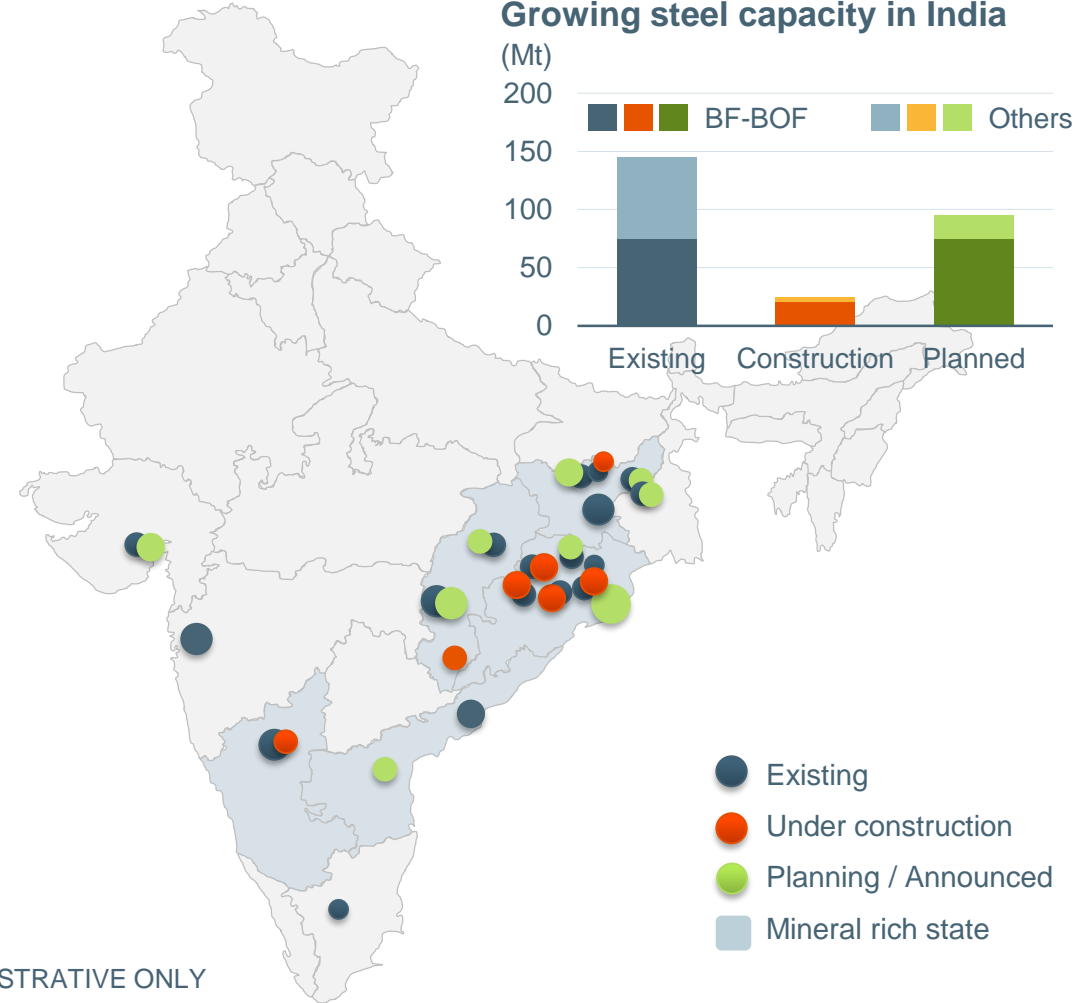 Growing steel capacity in India
(Mt)
200
BF-BOF
Others
150
100
50
0
Existing
Construction
Planned
Existing
Under construction
Planning / Announced
Mineral rich state
STRATIVE ONLY